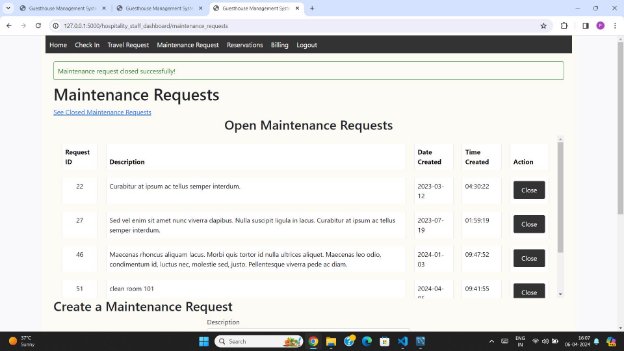 Guesthouse Management Syste
Guesthouse Management Syste
Guesthouse Management Syste
127.0.0.1:5000/hospitality_staff_dashboard/maintenance_requests
Home Check In Travel Request Maintenance Request Reservations Billing Logout
Maintenance request closed successfully!
Maintenance Requests
See Closed Maintenance Requests
Open Maintenance Requests
Request ID Description Date Created Time Created Action
22 Curabitur at ipsum ac tellus semper interdum. 2023-03-12 04:30:22 Close
27 Sed vel enim sit amet nunc viverra dapibus. Nulla suscipit ligula in lacus. Curabitur at ipsum ac tellus
semper interdum. 2023-07-19 01:59:19 Close
46 Maecenas rhoncus aliquam lacus. Morbi quis tortor id nulla ultrices aliquet. Maecenas leo odio,
condimentum id, luctus nec, molestie sed, justo. Pellentesque viverra pede ac diam. 2024-01-03 09:47:52 Close
51 clean room 101 2024-04- 09:41:55 Close
Create a Maintenance Request
Description
37°C
Sunny
Search
ENG
IN
16:07
06-04-2024